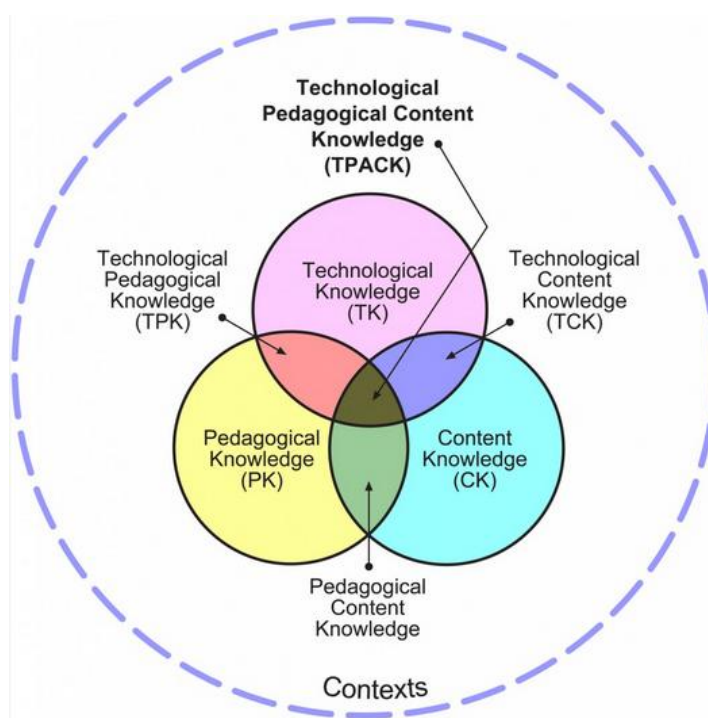 Technological
Pedagogical Content
Knowledge
(TPACK)
Technological
Pedagogical
Knowledge
(TPK)
Technological
Knowledge
(TK)
Technological
Content
Knowledge
(TCK)
Pedagogical
Knowledge
(PK)
Content
Knowledge
(CK)
Pedagogical
Content
Knowledge
Contexts